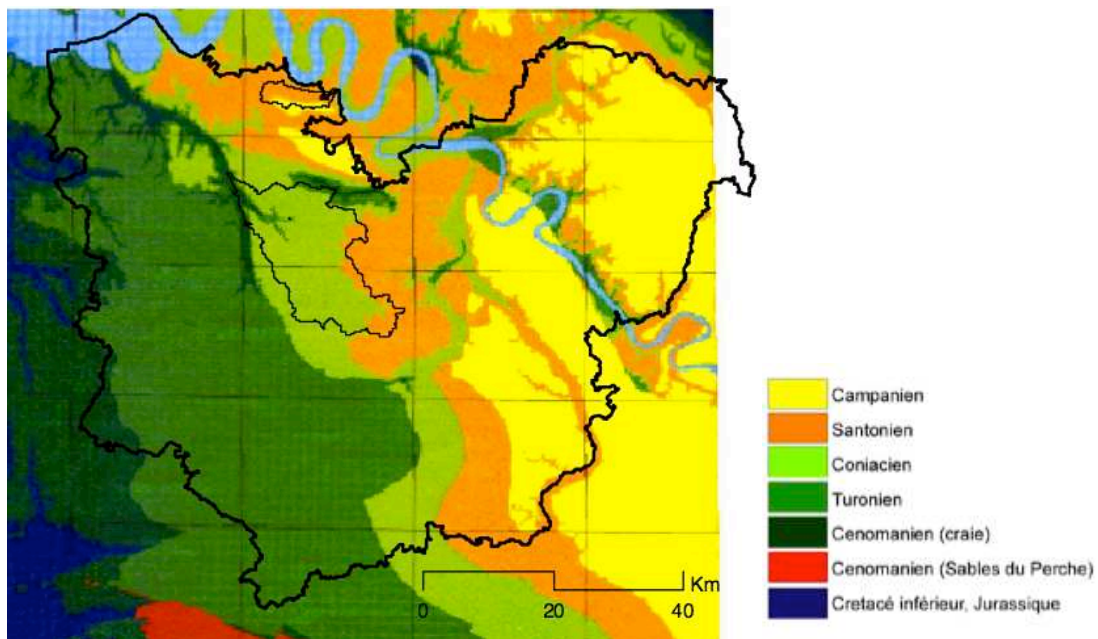 Campanien
Santonien
Coniacien
Turonien
Cenomanien (craie)
Cenomanien (Sables du Perche)
Cretacé inférieur, Jurassique
Km
0 20 40